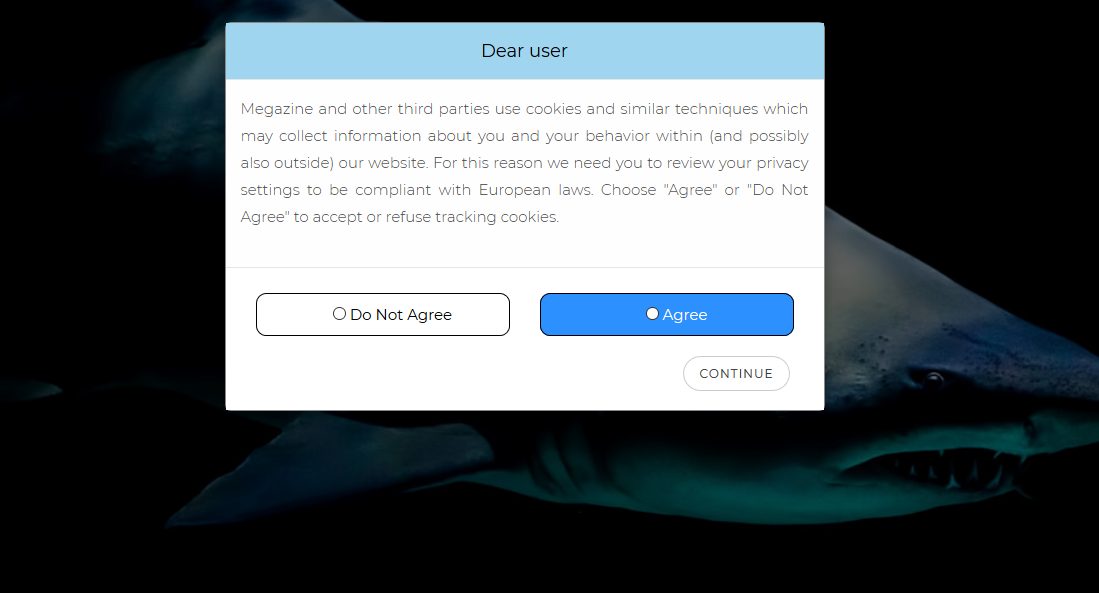 Dear user
Megazine and other third parties use cookies and similar techniques which
may collect information about you and your behavior within (and possibly
also outside) our website. For this reason we need you to review your privacy
settings to be compliant with European laws. Choose "Agree" or "Do Not
Agree" to accept or refuse tracking cookies.
Do Not Agree
Agree
CONTINUE